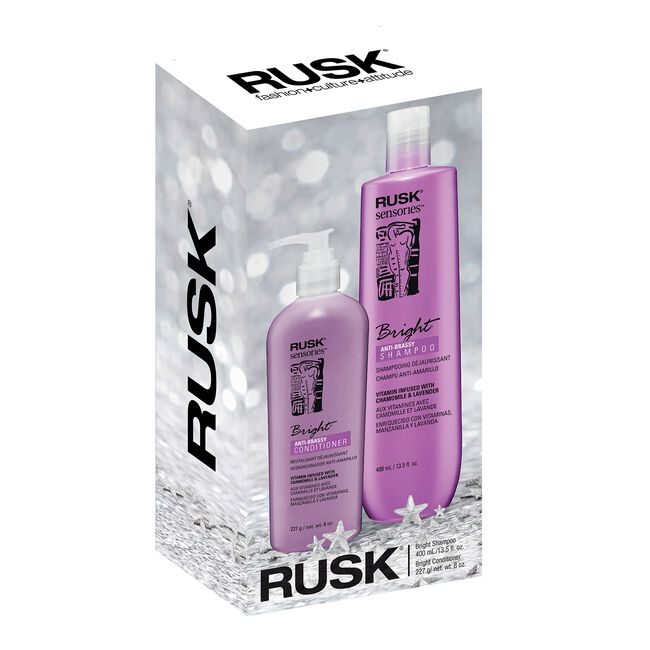 RUSK®
fashion+culture+attitude
RUSK®
RUSK®
sensories™
Bright
ANTI-BRASSY
SHAMPOO
SHAMPOOING DÉJAUNISSANT
CHAMPÚ ANTI-AMARILLO
VITAMIN INFUSED WITH
CHAMOMILE & LAVENDER
AUX VITAMINES AVEC
CAMOMILLE ET LAVANDE
ENRIQUECIDO CON VITAMINAS,
MANZANILLA Y LAVANDA
400 mL / 13.5 fl. oz.
RUSK®
sensories™
Bright
ANTI-BRASSY
CONDITIONER
REVITALISANT DÉJAUNISSANT
ACONDICIONADOR ANTI-AMARILLO
VITAMIN INFUSED WITH
CHAMOMILE & LAVENDER
AUX VITAMINES AVEC
CAMOMILLE ET LAVANDE
ENRIQUECIDO CON VITAMINAS,
MANZANILLA Y LAVANDA
227 g / net. wt. 8 oz.
RUSK®
Bright Shampoo
400 mL/13.5 fl. oz.
Bright Conditioner
227 g/ net wt. 8 oz.